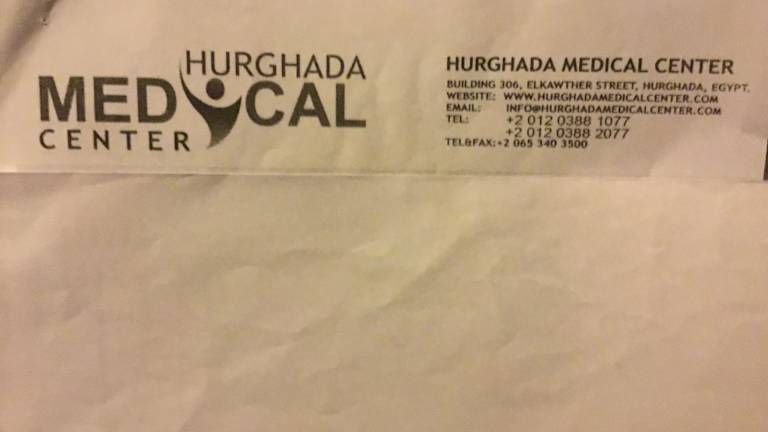 HURGHADA
MEDICAL
CENTER
HURGHADA MEDICAL CENTER
BUILDING 306, ELKAWTHER STREET, HURGHADA, EGYPT.
WEBSITE: WWW.HURGHADAMEDICALCENTER.COM
EMAIL: INFO@HURGHADAMEDICALCENTER.COM
TEL: +2 012 0388 1077
+2 012 0388 2077
TEL&FAX:+2 065 340 3500